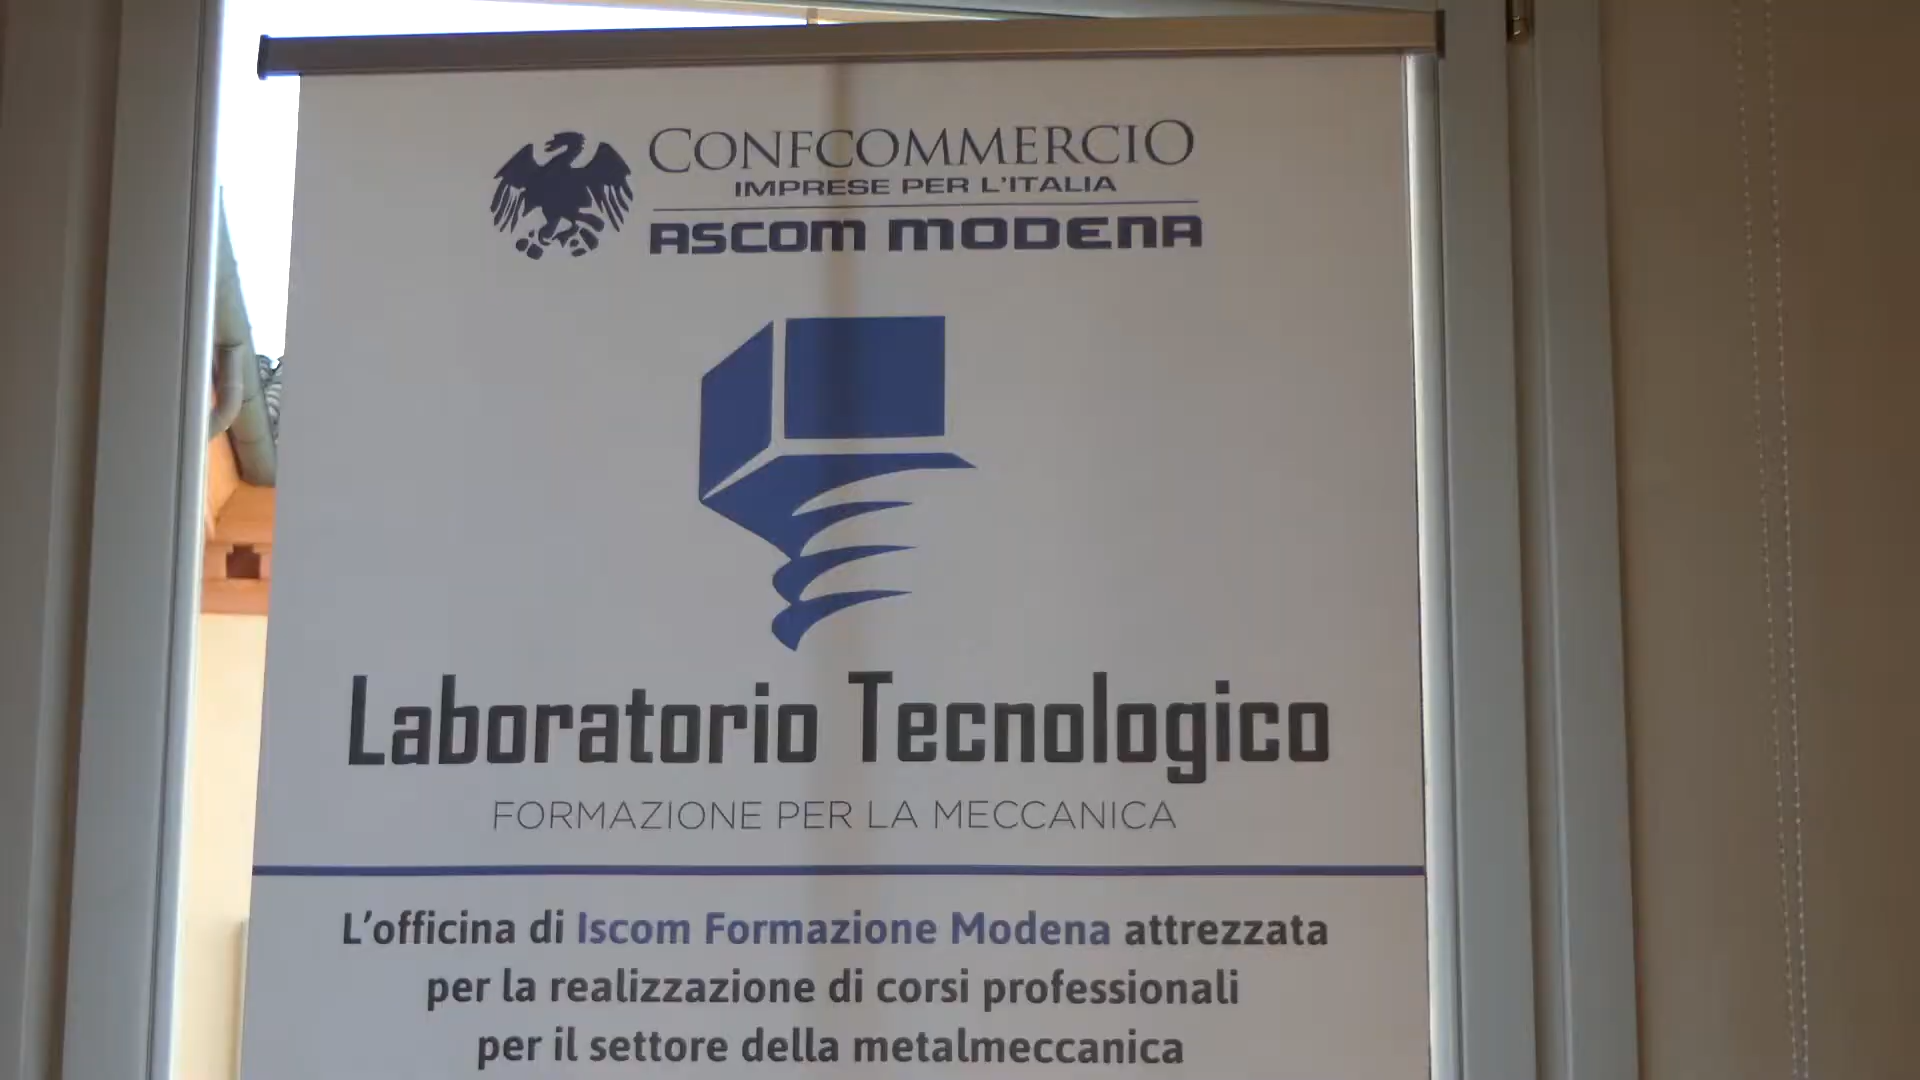 CONFCOMMERCIO
IMPRESE PER L'ITALIA
ASCOM MODENA
Laboratorio Tecnologico
FORMAZIONE PER LA MECCANICA
L'officina di Iscom Formazione Modena attrezzata
per la realizzazione di corsi professionali
per il settore della metalmeccanica